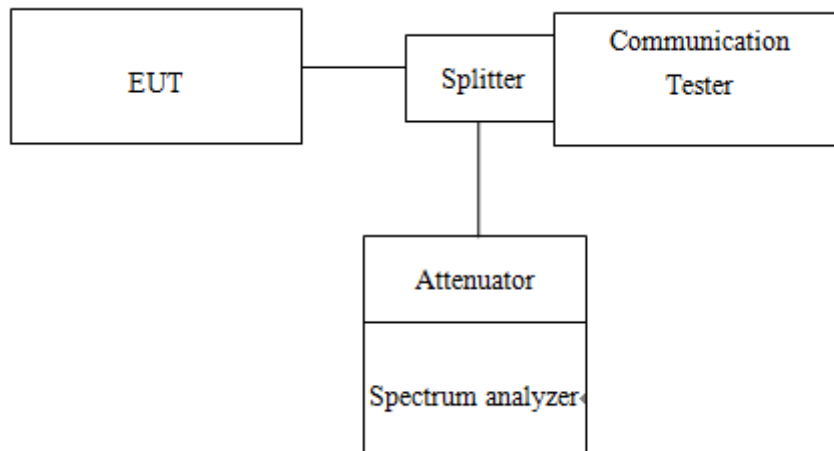 EUT
Splitter
Communication
Tester
Attenuator
Spectrum analyzer